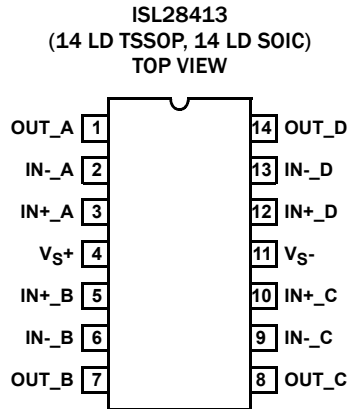 ISL28413
(14 LD TSSOP, 14 LD SOIC)
TOP VIEW
OUT_A 1 14 OUT_D
IN-_A 2 13 IN-_D
IN+_A 3 12 IN+_D
VS+ 4 11 VS-
IN+_B 5 10 IN+_C
IN-_B 6 9 IN-_C
OUT_B 7 8 OUT_C